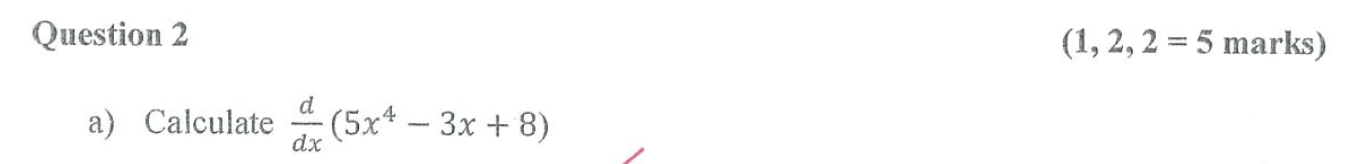 Question 2 (1, 2, 2 = 5 marks)
a) Calculate d/dx (5x⁴ − 3x + 8)